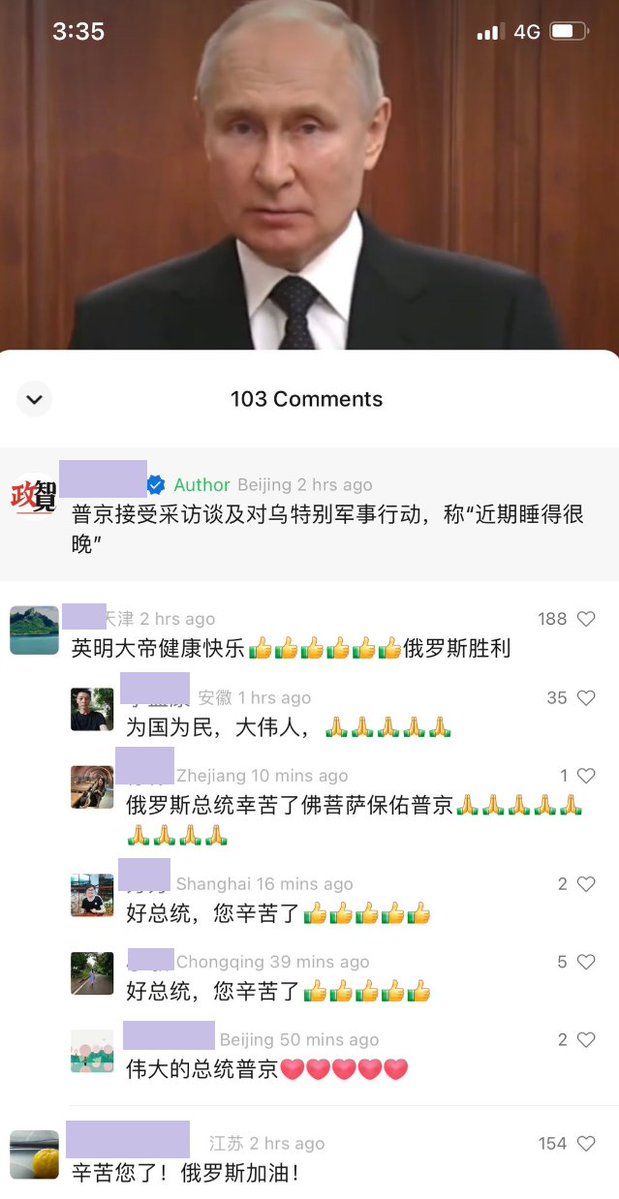 3:35
4G
103 Comments
政智見
Author Beijing 2 hrs ago
普京接受采访谈及对乌特别军事行动，称“近期睡得很
晚”
天津 2 hrs ago
188
英明大帝健康快乐👍👍👍👍👍👍俄罗斯胜利
安徽 1 hrs ago
35
为国为民，大伟人，🙏🙏🙏🙏🙏
Zhejiang 10 mins ago
1
俄罗斯总统辛苦了佛菩萨保佑普京🙏🙏🙏🙏🙏
🙏🙏🙏🙏
Shanghai 16 mins ago
2
好总统，您辛苦了👍👍👍👍👍
Chongqing 39 mins ago
5
好总统，您辛苦了👍👍👍👍👍
Beijing 50 mins ago
2
伟大的总统普京❤️❤️❤️❤️❤️
江苏 2 hrs ago
154
辛苦您了！俄罗斯加油！